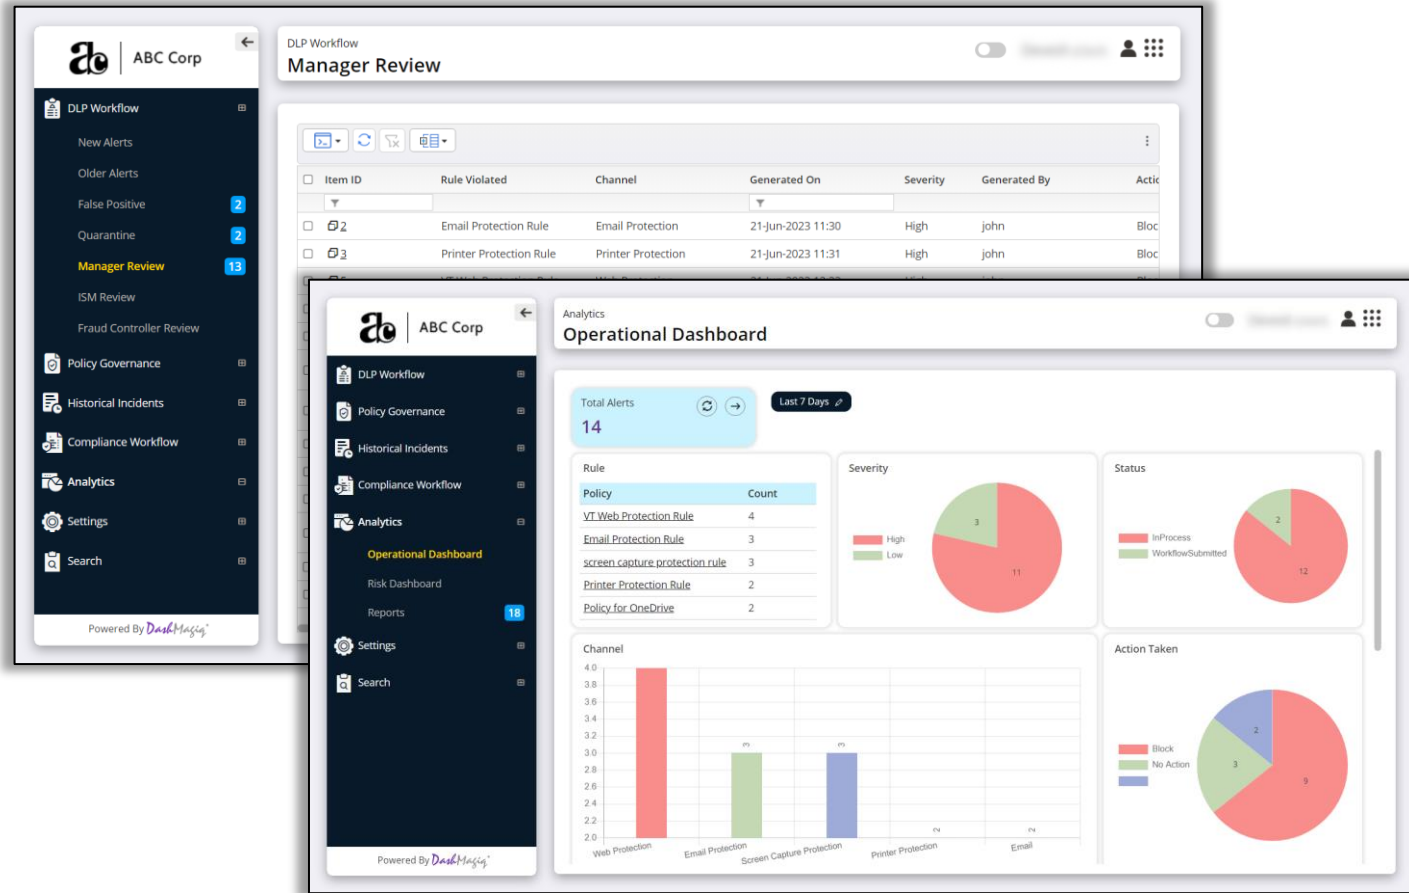 ac ABC Corp
DLP Workflow
New Alerts
Older Alerts
False Positive 2
Quarantine 2
Manager Review 13
ISM Review
Fraud Controller Review
Policy Governance
Historical Incidents
Compliance Workflow
Analytics
Settings
Search
Powered By DashMagiq
DLP Workflow
Manager Review
Item ID Rule Violated Channel Generated On Severity Generated By Actic
2 Email Protection Rule Email Protection 21-Jun-2023 11:30 High john Bloc
3 Printer Protection Rule Printer Protection 21-Jun-2023 11:31 High john Bloc
ac ABC Corp
DLP Workflow
Policy Governance
Historical Incidents
Compliance Workflow
Analytics
Operational Dashboard
Risk Dashboard
Reports 18
Settings
Search
Powered By DashMagiq
Analytics
Operational Dashboard
Total Alerts
14
Last 7 Days
Rule
Policy Count
VT Web Protection Rule 4
Email Protection Rule 3
screen capture protection rule 3
Printer Protection Rule 2
Policy for OneDrive 2
Severity
High
Low
3
11
Status
InProcess
WorkflowSubmitted
2
12
Channel
4.0
3.8
3.6
3.4
3.2
3.0
2.8
2.6
2.4
2.2
2.0
3
3
2
2
Web Protection
Email Protection
Screen Capture Protection
Printer Protection
Email
Action Taken
Block
No Action
2
3
9